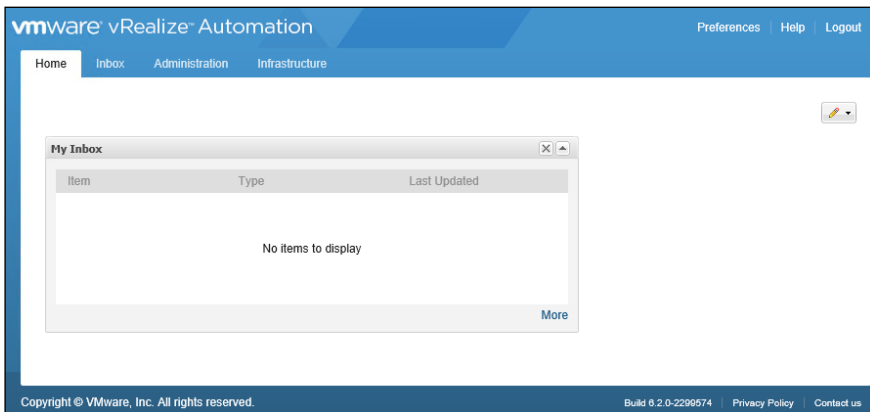 vmware® vRealize™ Automation
Preferences | Help | Logout
Home Inbox Administration Infrastructure
My Inbox
Item Type Last Updated
No items to display
More
Copyright © VMware, Inc. All rights reserved.
Build 6.2.0-2299574 | Privacy Policy | Contact us